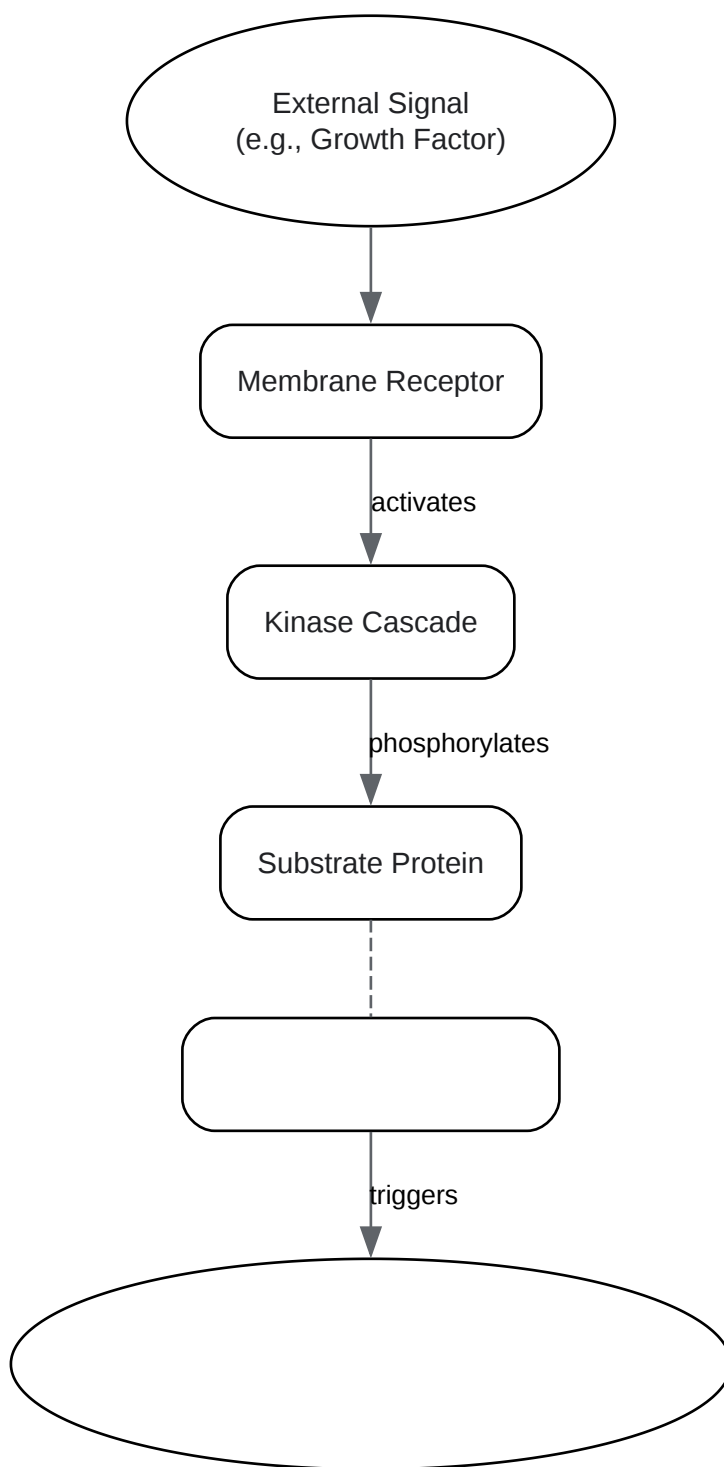 External Signal
(e.g., Growth Factor)
Membrane Receptor
activates
Kinase Cascade
phosphorylates
Substrate Protein
triggers